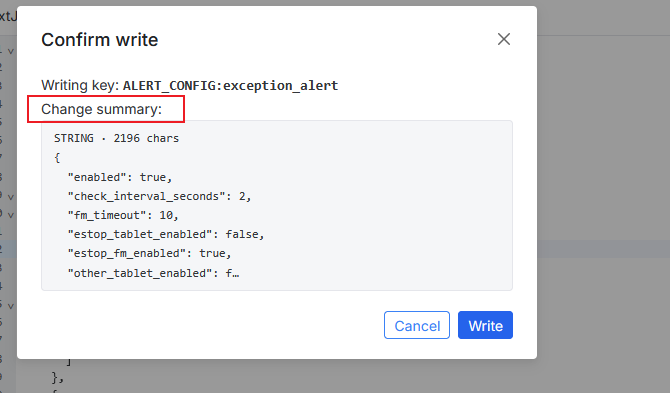 Confirm write
Writing key: ALERT_CONFIG:exception_alert
Change summary:
STRING · 2196 chars
{
"enabled": true,
"check_interval_seconds": 2,
"fm_timeout": 10,
"estop_tablet_enabled": false,
"estop_fm_enabled": true,
"other_tablet_enabled": f…
Cancel Write
]
},
{